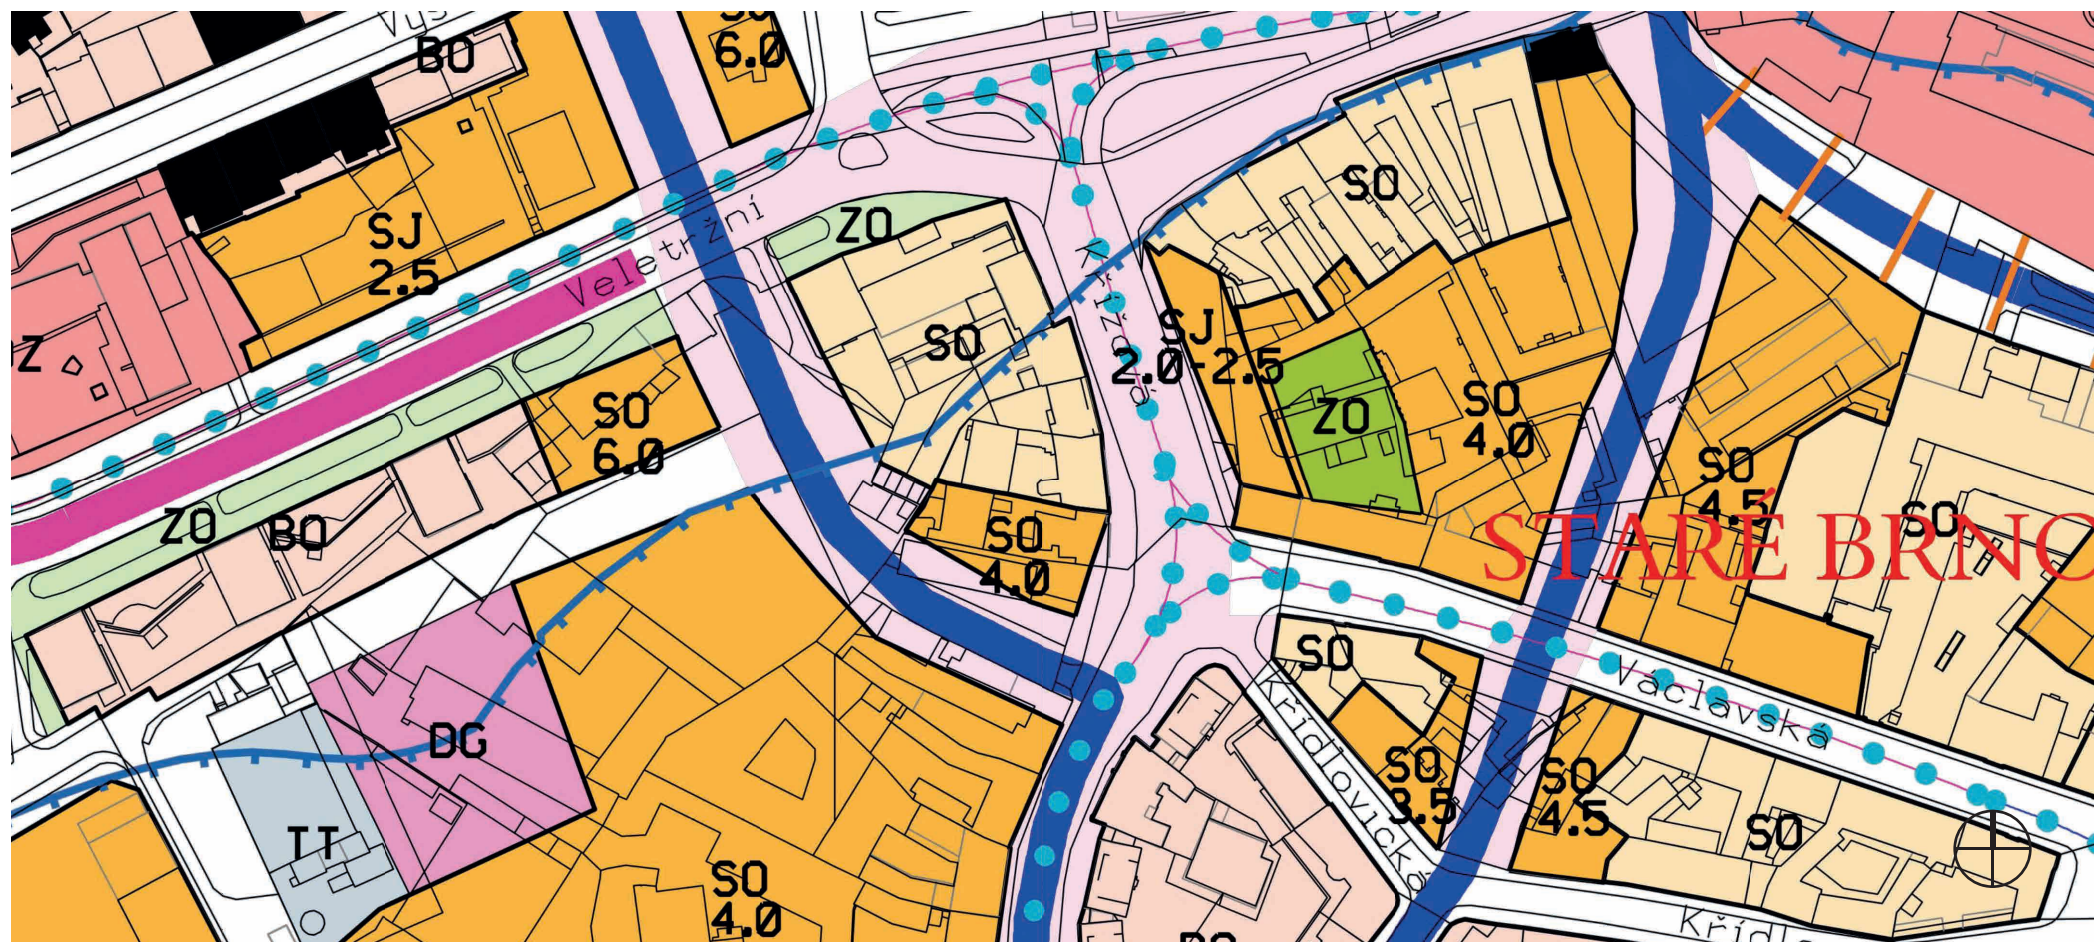 BO
6.0
SO
SJ
2.5
ZO
Veletržní
Křížová
SO
SJ
2.0-2.5
Z
SO
6.0
ZO
SO
4.0
SO
4.5
ZO
BO
SO
4.0
SO
STARÉ BRNO
SO
Václavská
DG
Křídlovická
SO
3.5
SO
4.5
SO
TT
SO
4.0